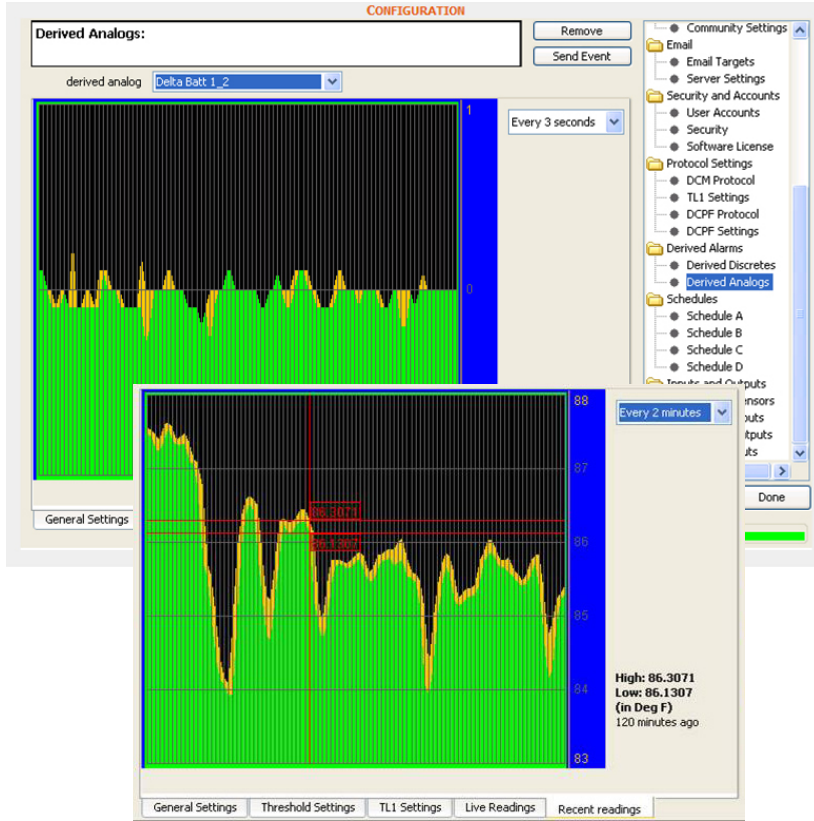 CONFIGURATION
Derived Analogs:
Remove
Send Event
derived analog Delta Batt 1_2
1
0
Every 3 seconds
Community Settings
Email
Email Targets
Server Settings
Security and Accounts
User Accounts
Security
Software License
Protocol Settings
DCM Protocol
TL1 Settings
DCPF Protocol
DCPF Settings
Derived Alarms
Derived Discretes
Derived Analogs
Schedules
Schedule A
Schedule B
Schedule C
Schedule D
Inputs and Outputs
Done
General Settings
88
87
86
85
84
83
86.3071
86.1307
Every 2 minutes
High: 86.3071
Low: 86.1307
(in Deg F)
120 minutes ago
General Settings
Threshold Settings
TL1 Settings
Live Readings
Recent readings